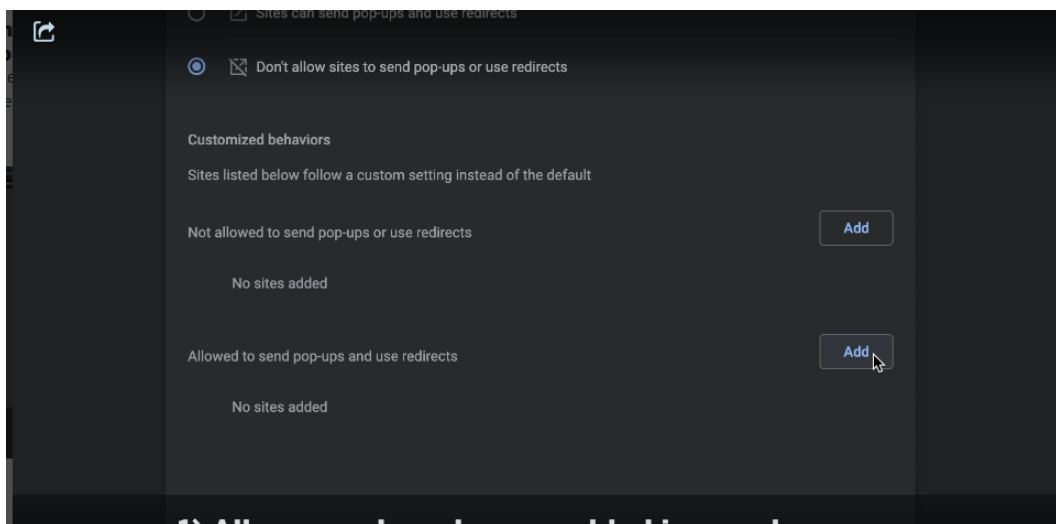 Sites can send pop-ups and use redirects
Don't allow sites to send pop-ups or use redirects
Customized behaviors
Sites listed below follow a custom setting instead of the default
Not allowed to send pop-ups or use redirects
Add
No sites added
Allowed to send pop-ups and use redirects
Add
No sites added